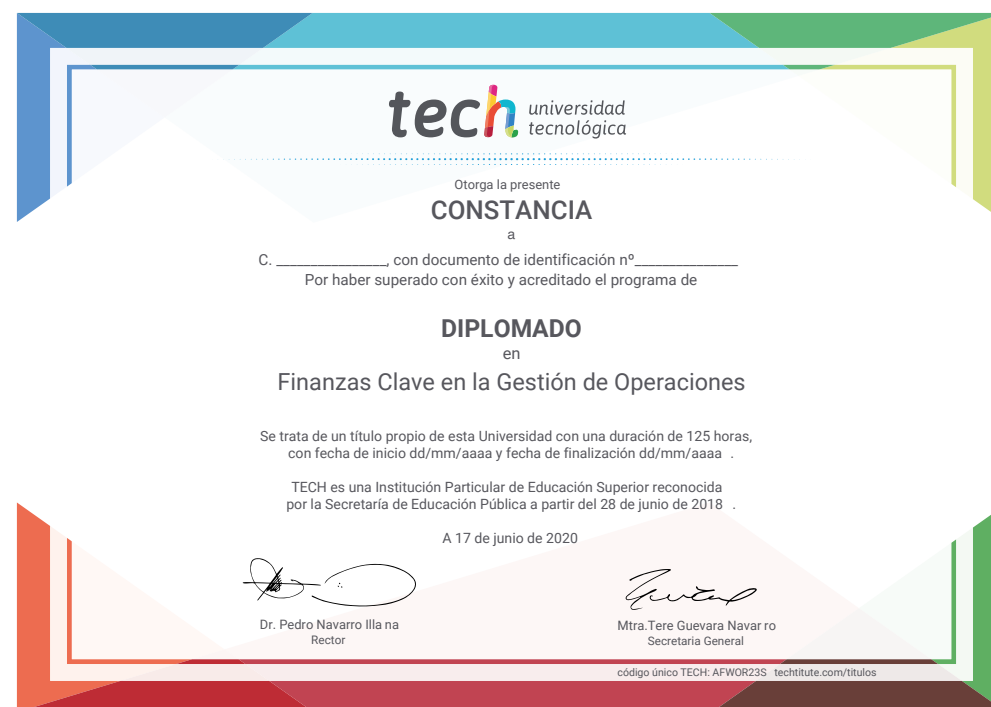 tech universidad
tecnológica
Otorga la presente
CONSTANCIA
a
C. ________________, con documento de identificación nº_______________
Por haber superado con éxito y acreditado el programa de
DIPLOMADO
en
Finanzas Clave en la Gestión de Operaciones
Se trata de un título propio de esta Universidad con una duración de 125 horas,
con fecha de inicio dd/mm/aaaa y fecha de finalización dd/mm/aaaa .
TECH es una Institución Particular de Educación Superior reconocida
por la Secretaría de Educación Pública a partir del 28 de junio de 2018 .
A 17 de junio de 2020
Dr. Pedro Navarro Illa na
Rector
Mtra.Tere Guevara Navar ro
Secretaria General
código único TECH: AFWOR23S techtitute.com/titulos